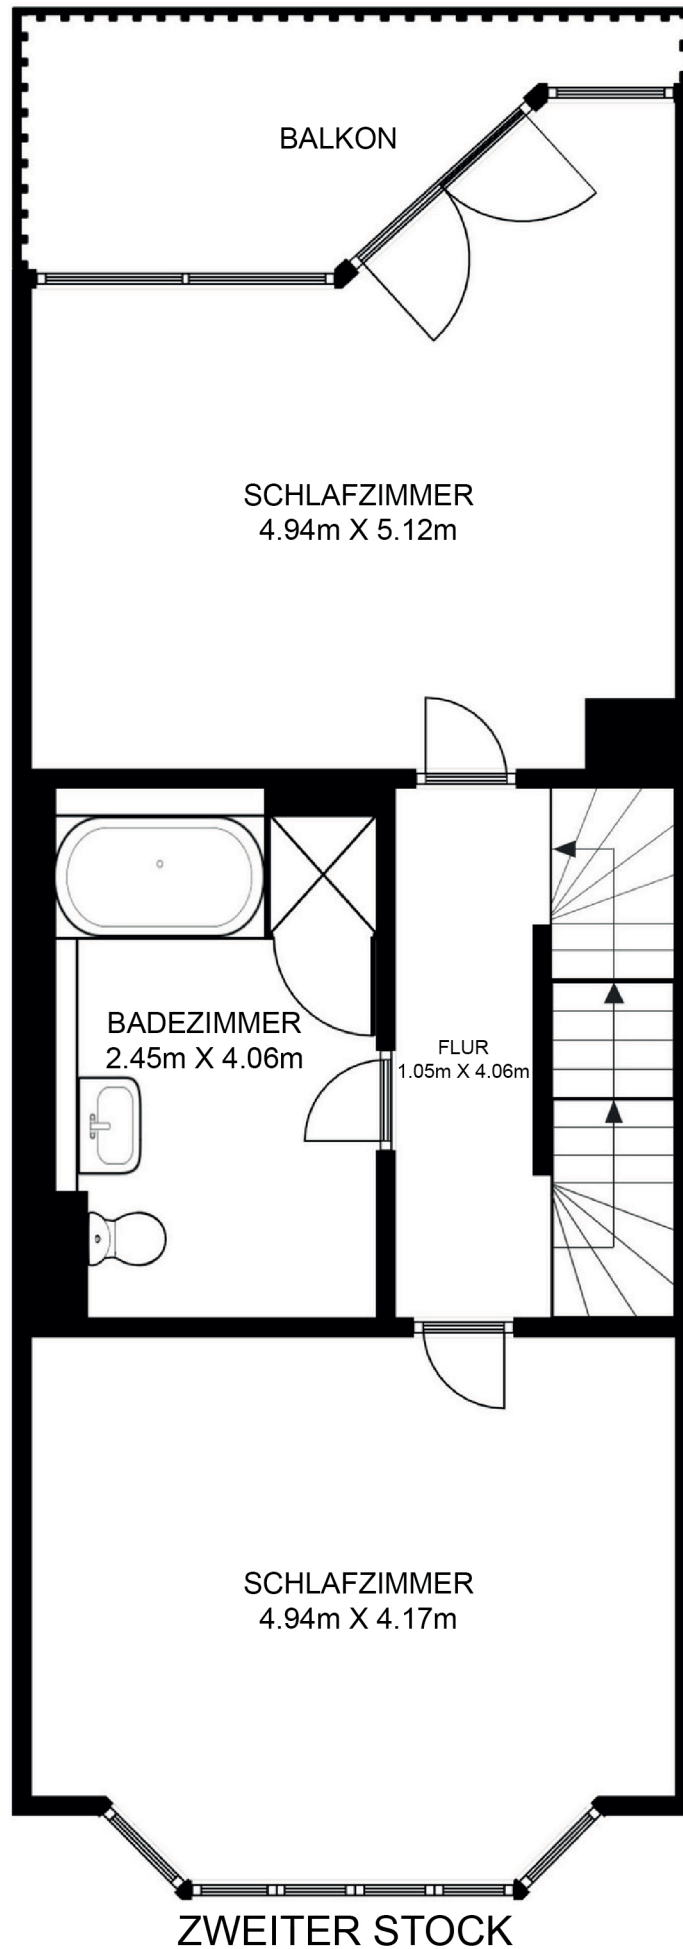 BALKON
SCHLAFZIMMER
4.94m X 5.12m
BADEZIMMER
2.45m X 4.06m
FLUR
1.05m X 4.06m
SCHLAFZIMMER
4.94m X 4.17m
ZWEITER STOCK